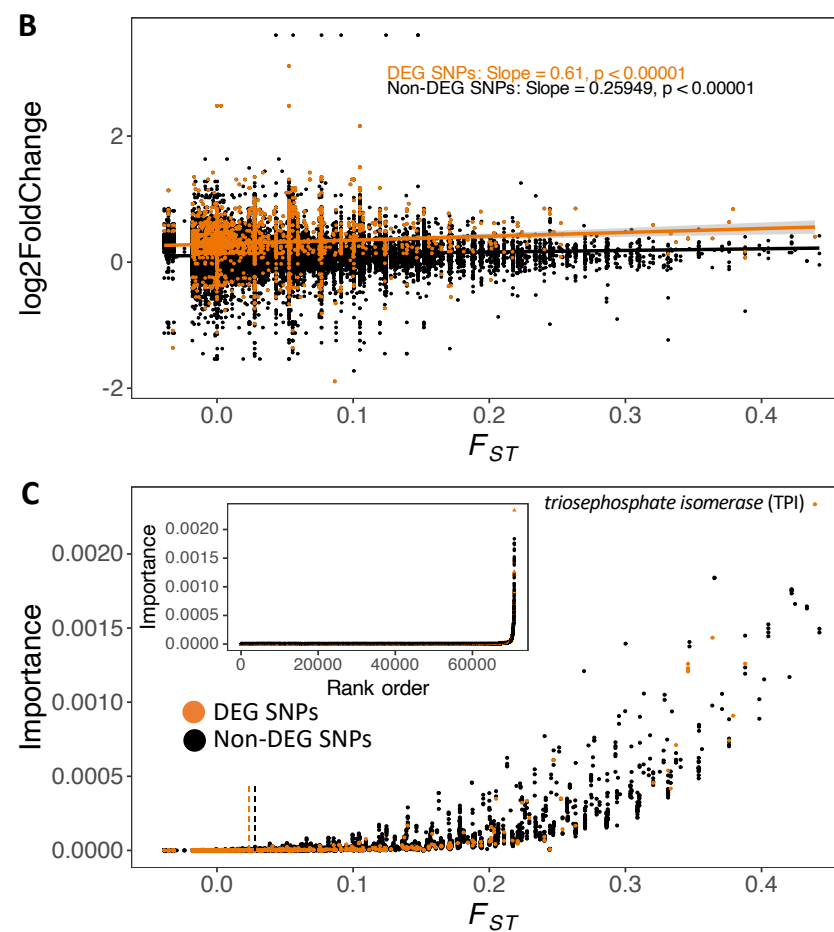 B
DEG SNPs: Slope = 0.61, p < 0.00001
Non-DEG SNPs: Slope = 0.25949, p < 0.00001
log2FoldChange
2
0
-2
0.0 0.1 0.2 0.3 0.4
FST
C
triosephosphate isomerase (TPI)
Importance
0.0020
0.0015
0.0010
0.0005
0.0000
Importance
0.0020
0.0015
0.0010
0.0005
0.0000
0 20000 40000 60000
Rank order
DEG SNPs
Non-DEG SNPs
0.0 0.1 0.2 0.3 0.4
FST